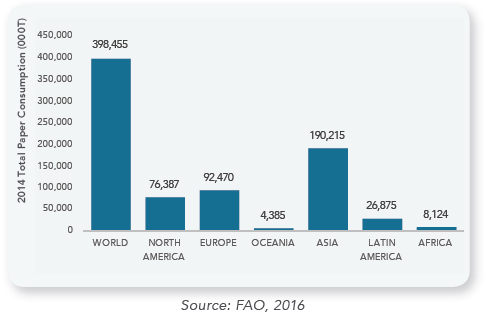 2014 Total Paper Consumption (000T)
450,000
400,000
350,000
300,000
250,000
200,000
150,000
100,000
50,000
0
398,455
76,387
92,470
4,385
190,215
26,875
8,124
WORLD
NORTH
AMERICA
EUROPE
OCEANIA
ASIA
LATIN
AMERICA
AFRICA
Source: FAO, 2016